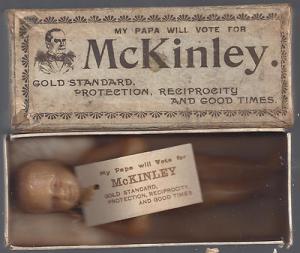 MY PAPA WILL VOTE FOR
McKinley.
GOLD STANDARD,
PROTECTION, RECIPROCITY
AND GOOD TIMES.
My Papa will Vote for
McKINLEY
GOLD STANDARD,
PROTECTION, RECIPROCITY,
AND GOOD TIMES